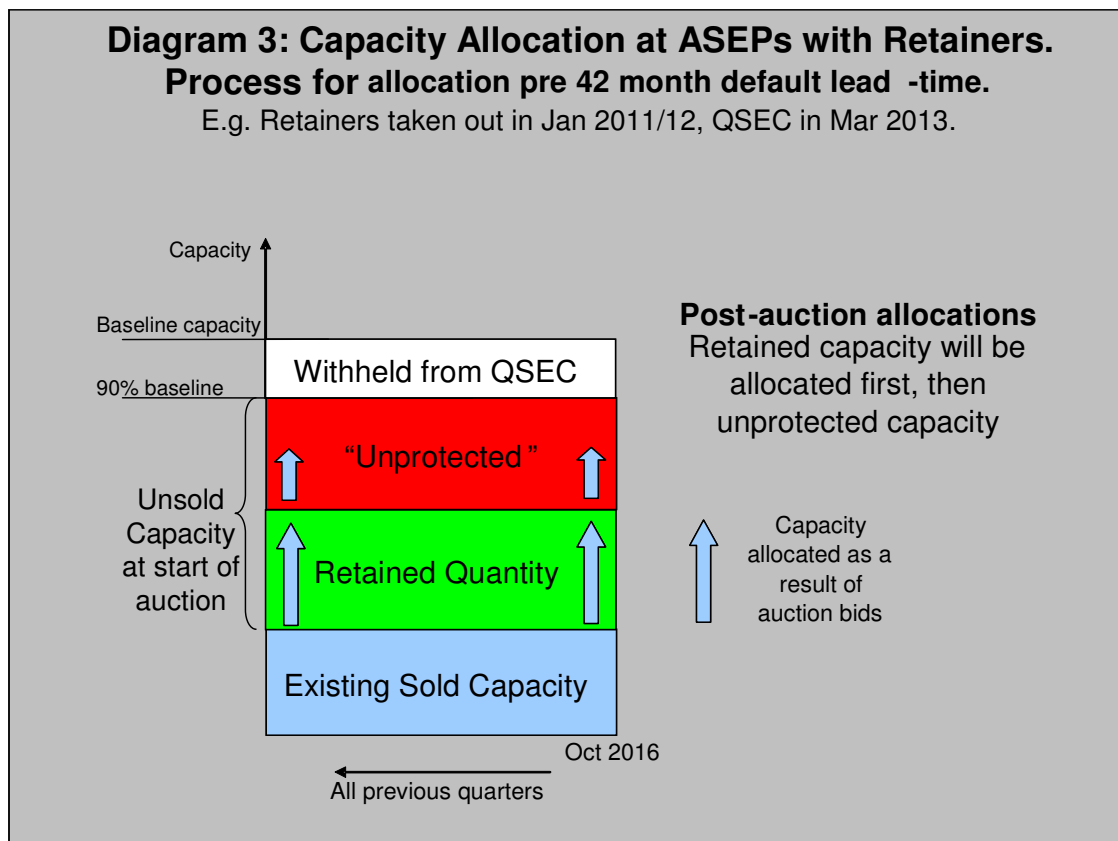 Diagram 3: Capacity Allocation at ASEPs with Retainers.
Process for allocation pre 42 month default lead -time.
E.g. Retainers taken out in Jan 2011/12, QSEC in Mar 2013.
Capacity
Baseline capacity
90% baseline
Withheld from QSEC
“Unprotected”
Retained Quantity
Existing Sold Capacity
Unsold
Capacity
at start of
auction
Oct 2016
All previous quarters
Post-auction allocations
Retained capacity will be
allocated first, then
unprotected capacity
Capacity
allocated as a
result of
auction bids